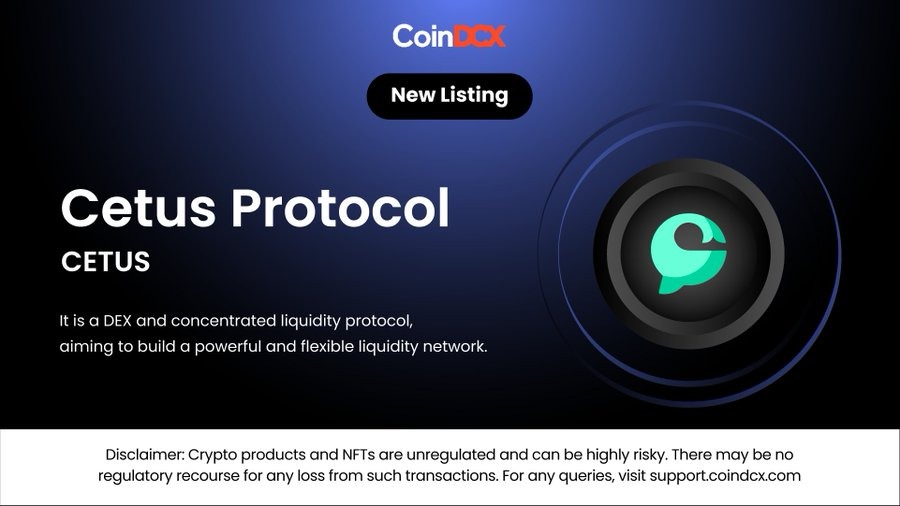 CoinDCX
New Listing
Cetus Protocol
CETUS
It is a DEX and concentrated liquidity protocol,
aiming to build a powerful and flexible liquidity network.
Disclaimer: Crypto products and NFTs are unregulated and can be highly risky. There may be no
regulatory recourse for any loss from such transactions. For any queries, visit support.coindcx.com